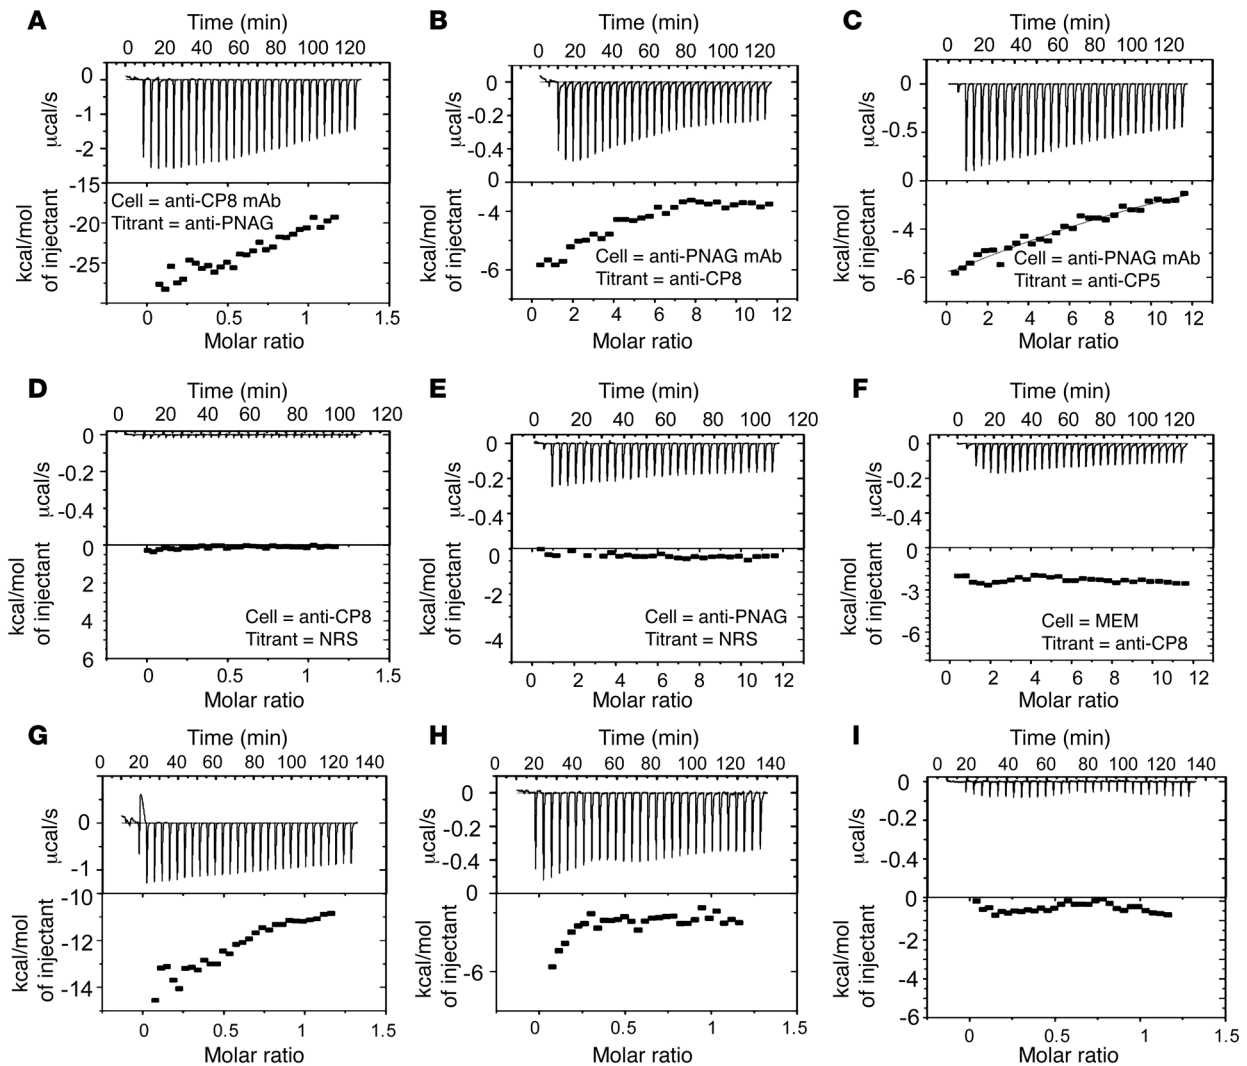 A
Time (min)
0 20 40 60 80 100 120
0
-1
-2
μcal/s
-15
-20
-25
kcal/mol
of injectant
Cell = anti-CP8 mAb
Titrant = anti-PNAG
0 0.5 1 1.5
Molar ratio
B
Time (min)
0 20 40 60 80 100 120
0
-0.2
-0.4
μcal/s
0
-4
-6
kcal/mol
of injectant
Cell = anti-PNAG mAb
Titrant = anti-CP8
0 2 4 6 8 10 12
Molar ratio
C
Time (min)
0 20 40 60 80 100 120
0
-0.5
μcal/s
0
-4
-6
kcal/mol
of injectant
Cell = anti-PNAG mAb
Titrant = anti-CP5
0 2 4 6 8 10 12
Molar ratio
D
Time (min)
0 20 40 60 80 100 120
0
-0.2
-0.4
μcal/s
0
2
4
6
kcal/mol
of injectant
Cell = anti-CP8
Titrant = NRS
0 0.5 1 1.5
Molar ratio
E
Time (min)
0 20 40 60 80 100 120
0
-0.2
-0.4
μcal/s
0
-2
-4
kcal/mol
of injectant
Cell = anti-PNAG
Titrant = NRS
0 2 4 6 8 10 12
Molar ratio
F
Time (min)
0 20 40 60 80 100 120
0
-0.2
-0.4
μcal/s
0
-3
-6
kcal/mol
of injectant
Cell = MEM
Titrant = anti-CP8
0 2 4 6 8 10 12
Molar ratio
G
Time (min)
0 20 40 60 80 100 120 140
0
-1
μcal/s
-10
-12
-14
kcal/mol
of injectant
0 0.5 1 1.5
Molar ratio
H
Time (min)
0 20 40 60 80 100 120 140
0
-0.2
-0.4
μcal/s
0
-6
kcal/mol
of injectant
0 0.5 1 1.5
Molar ratio
I
Time (min)
0 20 40 60 80 100 120 140
0
-0.2
-0.4
μcal/s
0
-2
-4
-6
kcal/mol
of injectant
0 0.5 1 1.5
Molar ratio